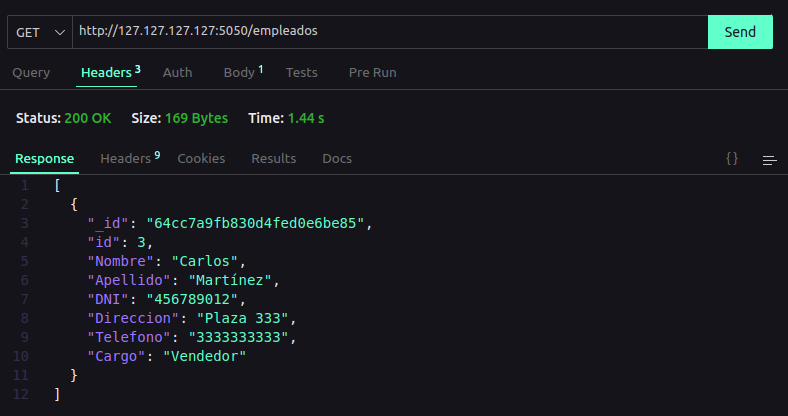 GET http://127.127.127.127:5050/empleados Send
Query Headers 3 Auth Body 1 Tests Pre Run
Status: 200 OK Size: 169 Bytes Time: 1.44 s
Response Headers 9 Cookies Results Docs {}
1 [
2 {
3 "_id": "64cc7a9fb830d4fed0e6be85",
4 "id": 3,
5 "Nombre": "Carlos",
6 "Apellido": "Martínez",
7 "DNI": "456789012",
8 "Direccion": "Plaza 333",
9 "Telefono": "3333333333",
10 "Cargo": "Vendedor"
11 }
12 ]